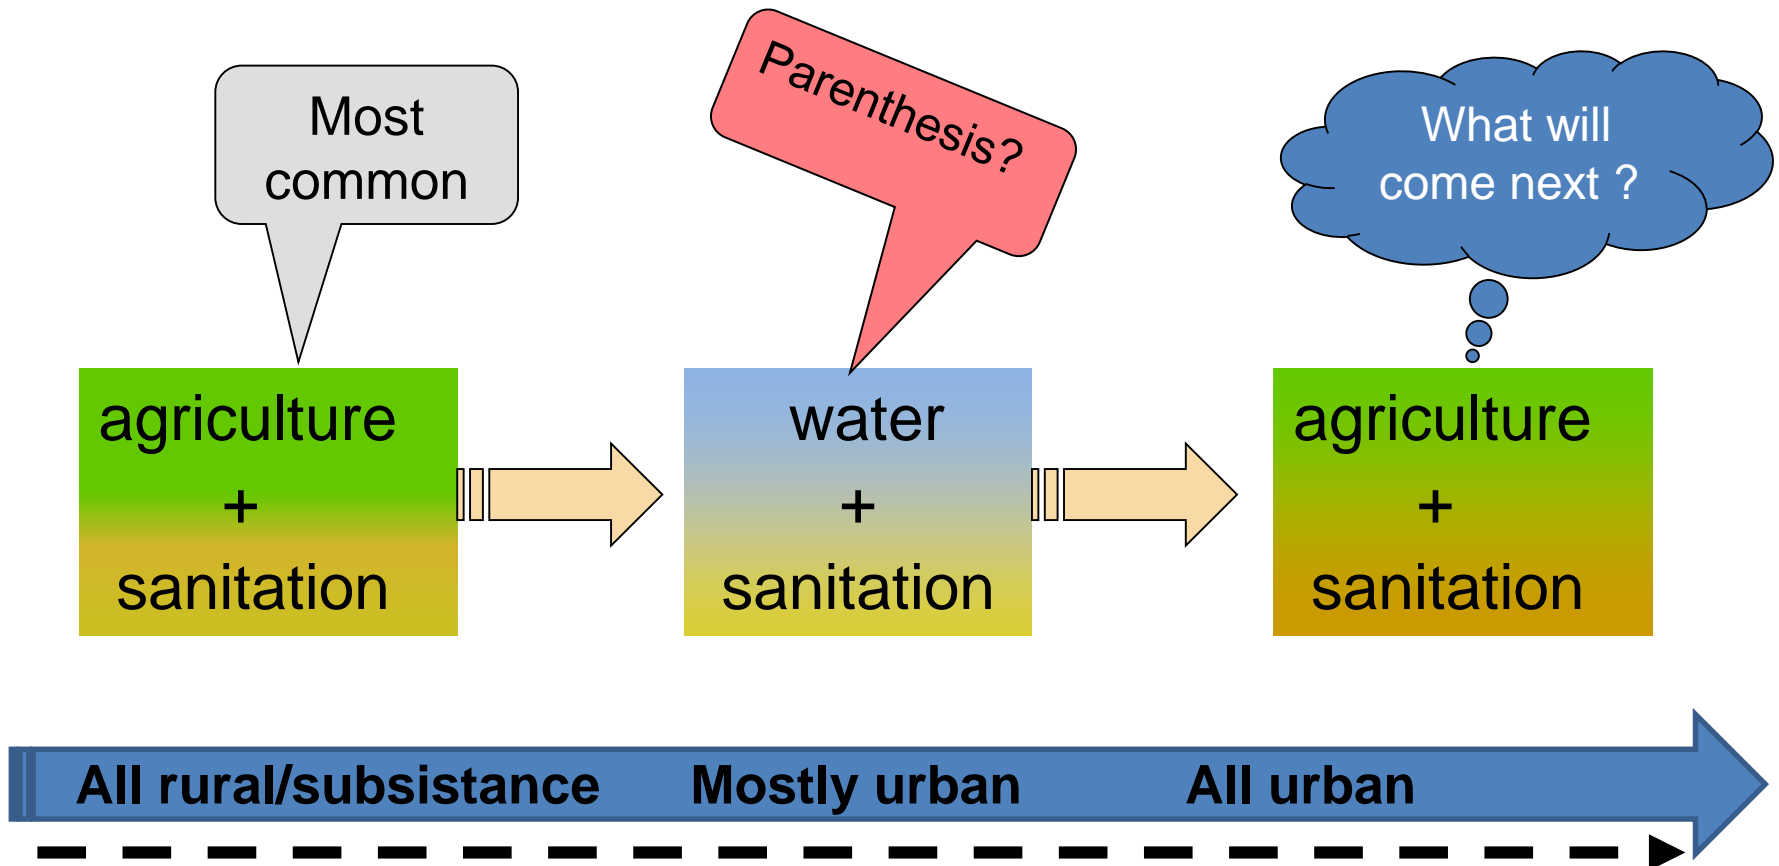 Most
common
Parenthesis?
What will
come next ?
agriculture
+
sanitation
water
+
sanitation
agriculture
+
sanitation
All rural/subsistance
Mostly urban
All urban